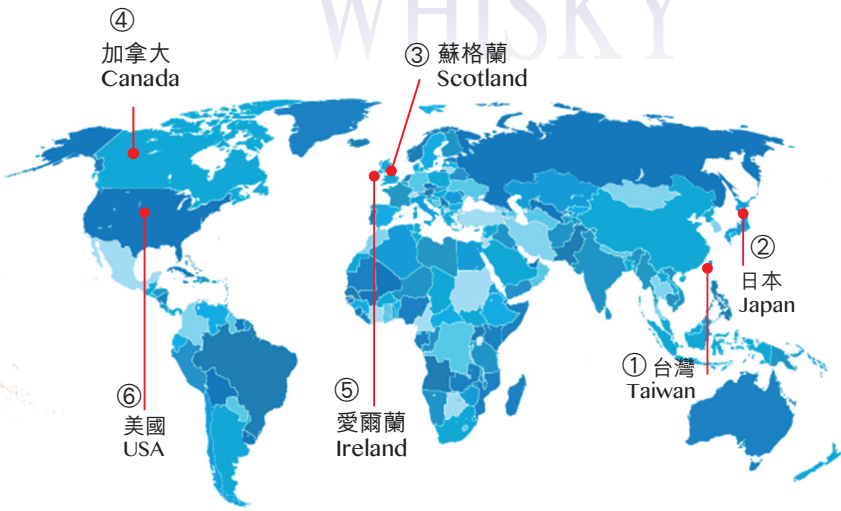 WHISKY
④
加拿大
Canada
③ 蘇格蘭
Scotland
②
日本
Japan
① 台灣
Taiwan
⑤
愛爾蘭
Ireland
⑥
美國
USA